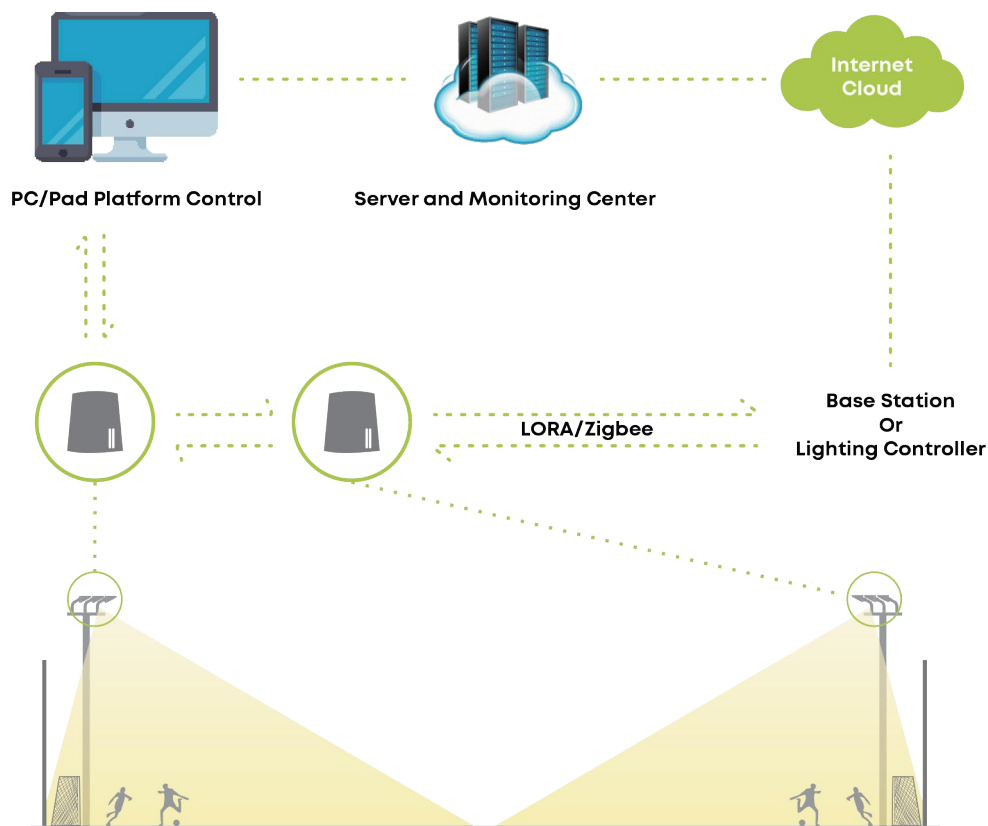 Internet
Cloud
PC/Pad Platform Control
Server and Monitoring Center
LORA/Zigbee
Base Station
Or
Lighting Controller